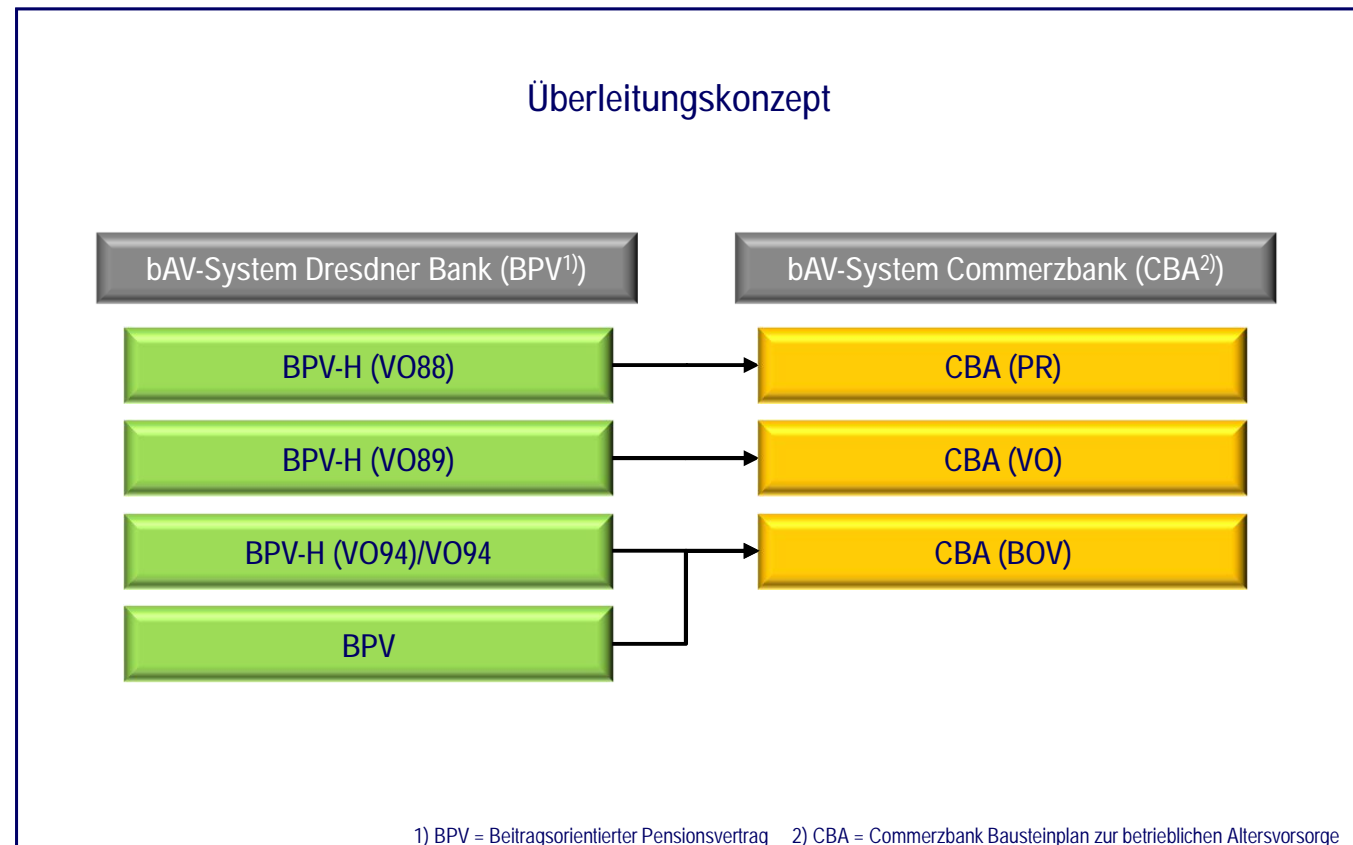 Überleitungskonzept
bAV-System Dresdner Bank (BPV1))
bAV-System Commerzbank (CBA2))
BPV-H (VO88)
CBA (PR)
BPV-H (VO89)
CBA (VO)
BPV-H (VO94)/VO94
CBA (BOV)
BPV
1) BPV = Beitragsorientierter Pensionsvertrag 2) CBA = Commerzbank Bausteinplan zur betrieblichen Altersvorsorge